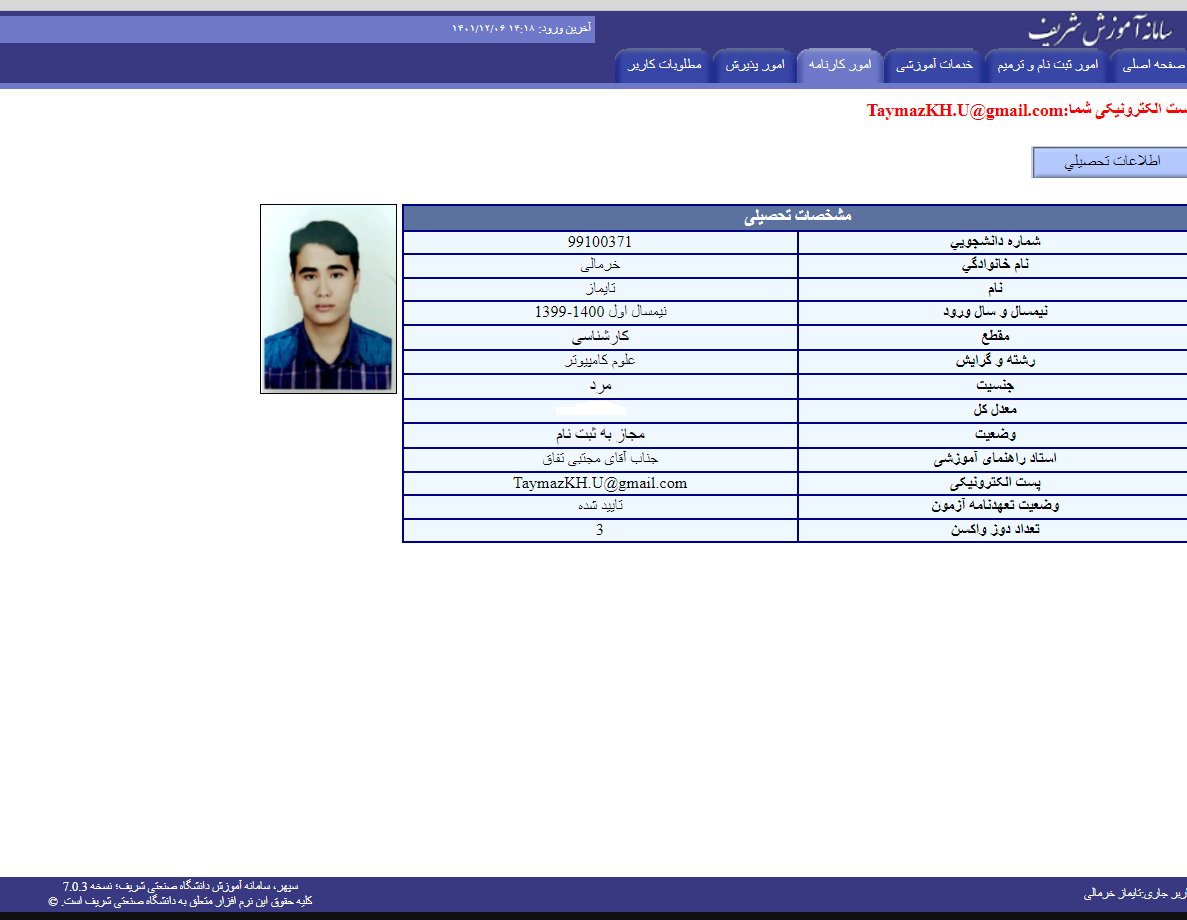 سامانه آموزش شریف
آخرین ورود: ۱۴:۱۸ ۱۴۰۱/۱۲/۰۶
صفحه اصلی
امور ثبت نام و ترمیم
خدمات آموزشی
امور کارنامه
امور پذیرش
مطلوبات کاربر
ست الکترونیکی شما:TaymazKH.U@gmail.com
اطلاعات تحصیلي
مشخصات تحصیلی
شماره دانشجویي 99100371
نام خانوادگي خرمالی
نام تایماز
نیمسال و سال ورود نیمسال اول 1400-1399
مقطع کارشناسی
رشته و گرایش علوم کامپیوتر
جنسیت مرد
معدل کل
وضعیت مجاز به ثبت نام
استاد راهنمای آموزشی جناب آقای مجتبی تفاق
پست الکترونیکی TaymazKH.U@gmail.com
وضعیت تعهدنامه آزمون تایید شده
تعداد دوز واکسن 3
اربر جاری:تایماز خرمالی
سپهر، سامانه آموزش دانشگاه صنعتی شریف؛ نسخه 7.0.3
کلیه حقوق این نرم افزار متعلق به دانشگاه صنعتی شریف است. ©